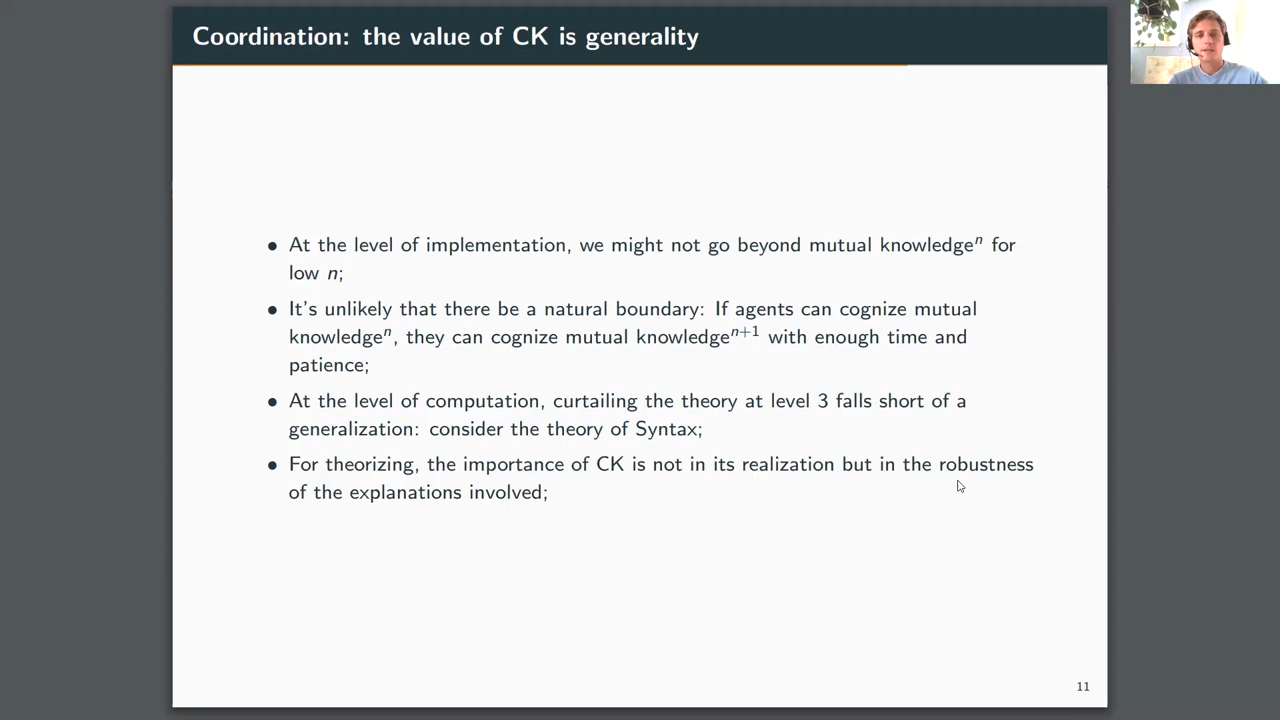 Coordination: the value of CK is generality
• At the level of implementation, we might not go beyond mutual knowledgeⁿ for
low n;
• It's unlikely that there be a natural boundary: If agents can cognize mutual
knowledgeⁿ, they can cognize mutual knowledgeⁿ⁺¹ with enough time and
patience;
• At the level of computation, curtailing the theory at level 3 falls short of a
generalization: consider the theory of Syntax;
• For theorizing, the importance of CK is not in its realization but in the robustness
of the explanations involved;
11